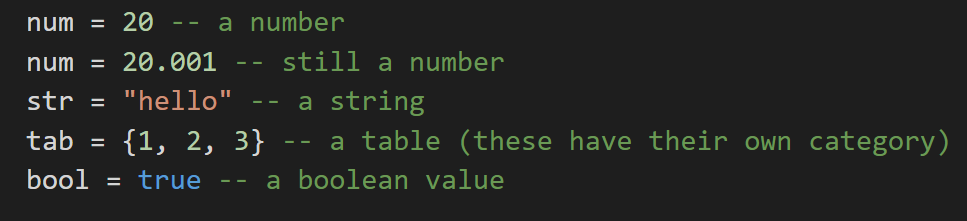 num = 20 -- a number
num = 20.001 -- still a number
str = "hello" -- a string
tab = {1, 2, 3} -- a table (these have their own category)
bool = true -- a boolean value